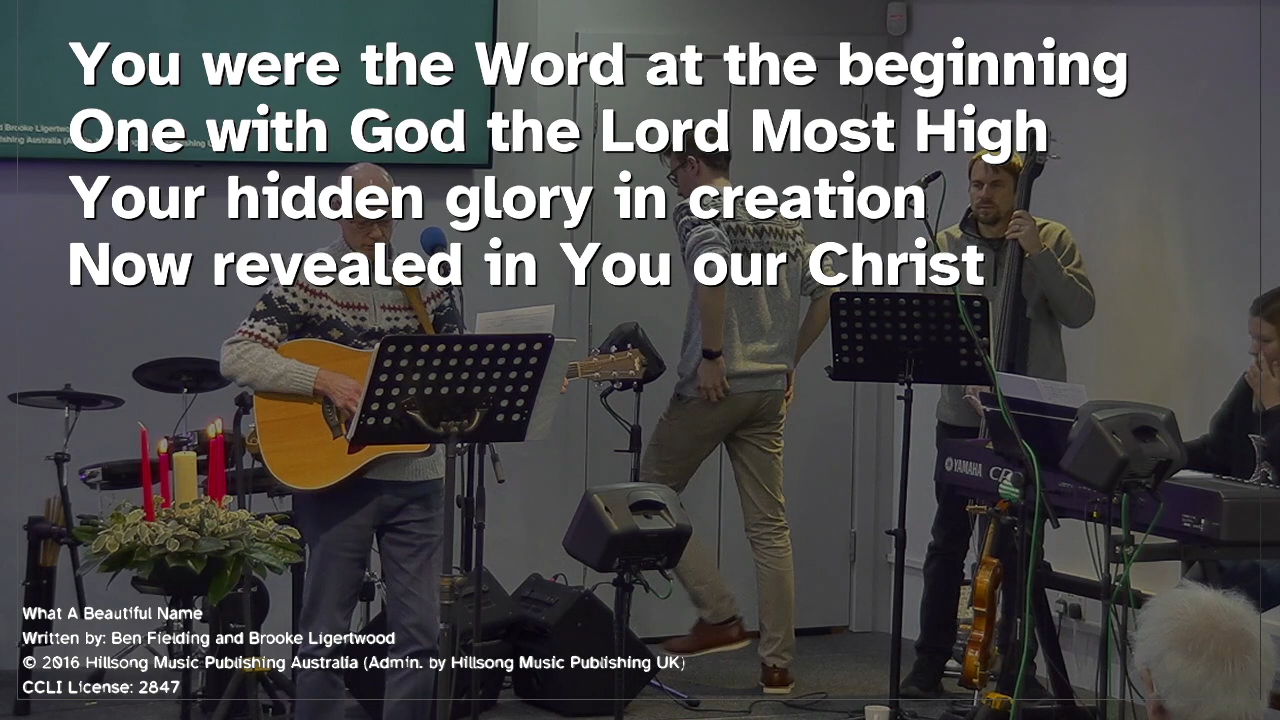 You were the Word at the beginning
One with God the Lord Most High
Your hidden glory in creation
Now revealed in You our Christ
YAMAHA
What A Beautiful Name
Written by: Ben Fielding and Brooke Ligertwood
© 2016 Hillsong Music Publishing Australia (Admin. by Hillsong Music Publishing UK)
CCLI License: 2847